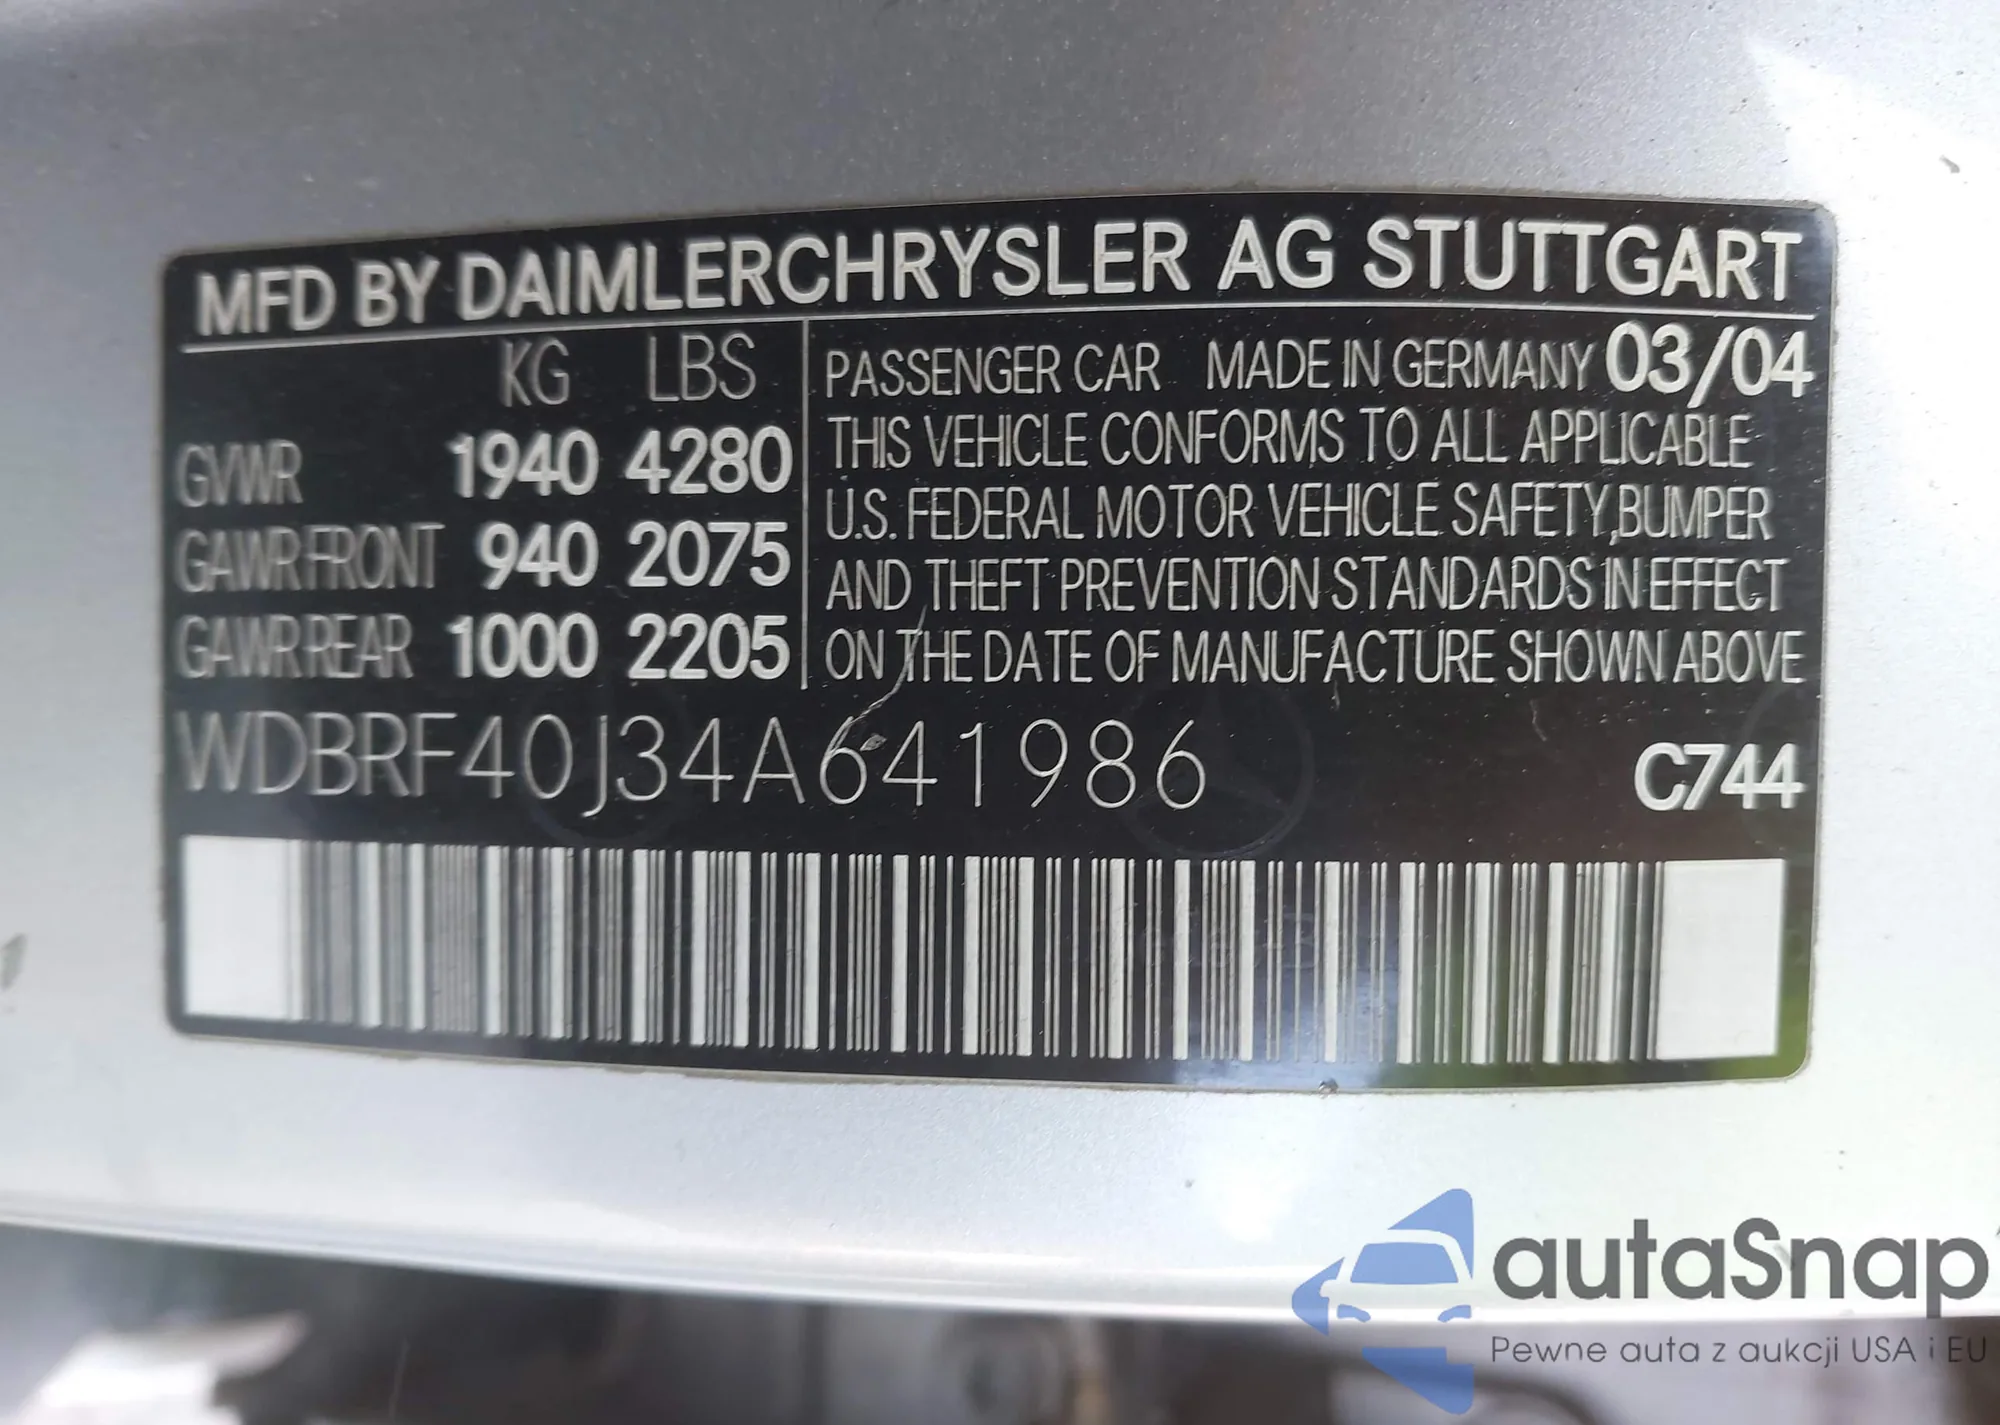 MFD BY DAIMLERCHRYSLER AG STUTTGART
KG LBS
GVWR 1940 4280
GAWR FRONT 940 2075
GAWR REAR 1000 2205
PASSENGER CAR MADE IN GERMANY 03/04
THIS VEHICLE CONFORMS TO ALL APPLICABLE
U.S. FEDERAL MOTOR VEHICLE SAFETY,BUMPER
AND THEFT PREVENTION STANDARDS IN EFFECT
ON THE DATE OF MANUFACTURE SHOWN ABOVE
WDBRF40J34A641986 C744
autaSnap
Pewne auta z aukcji USA i EU